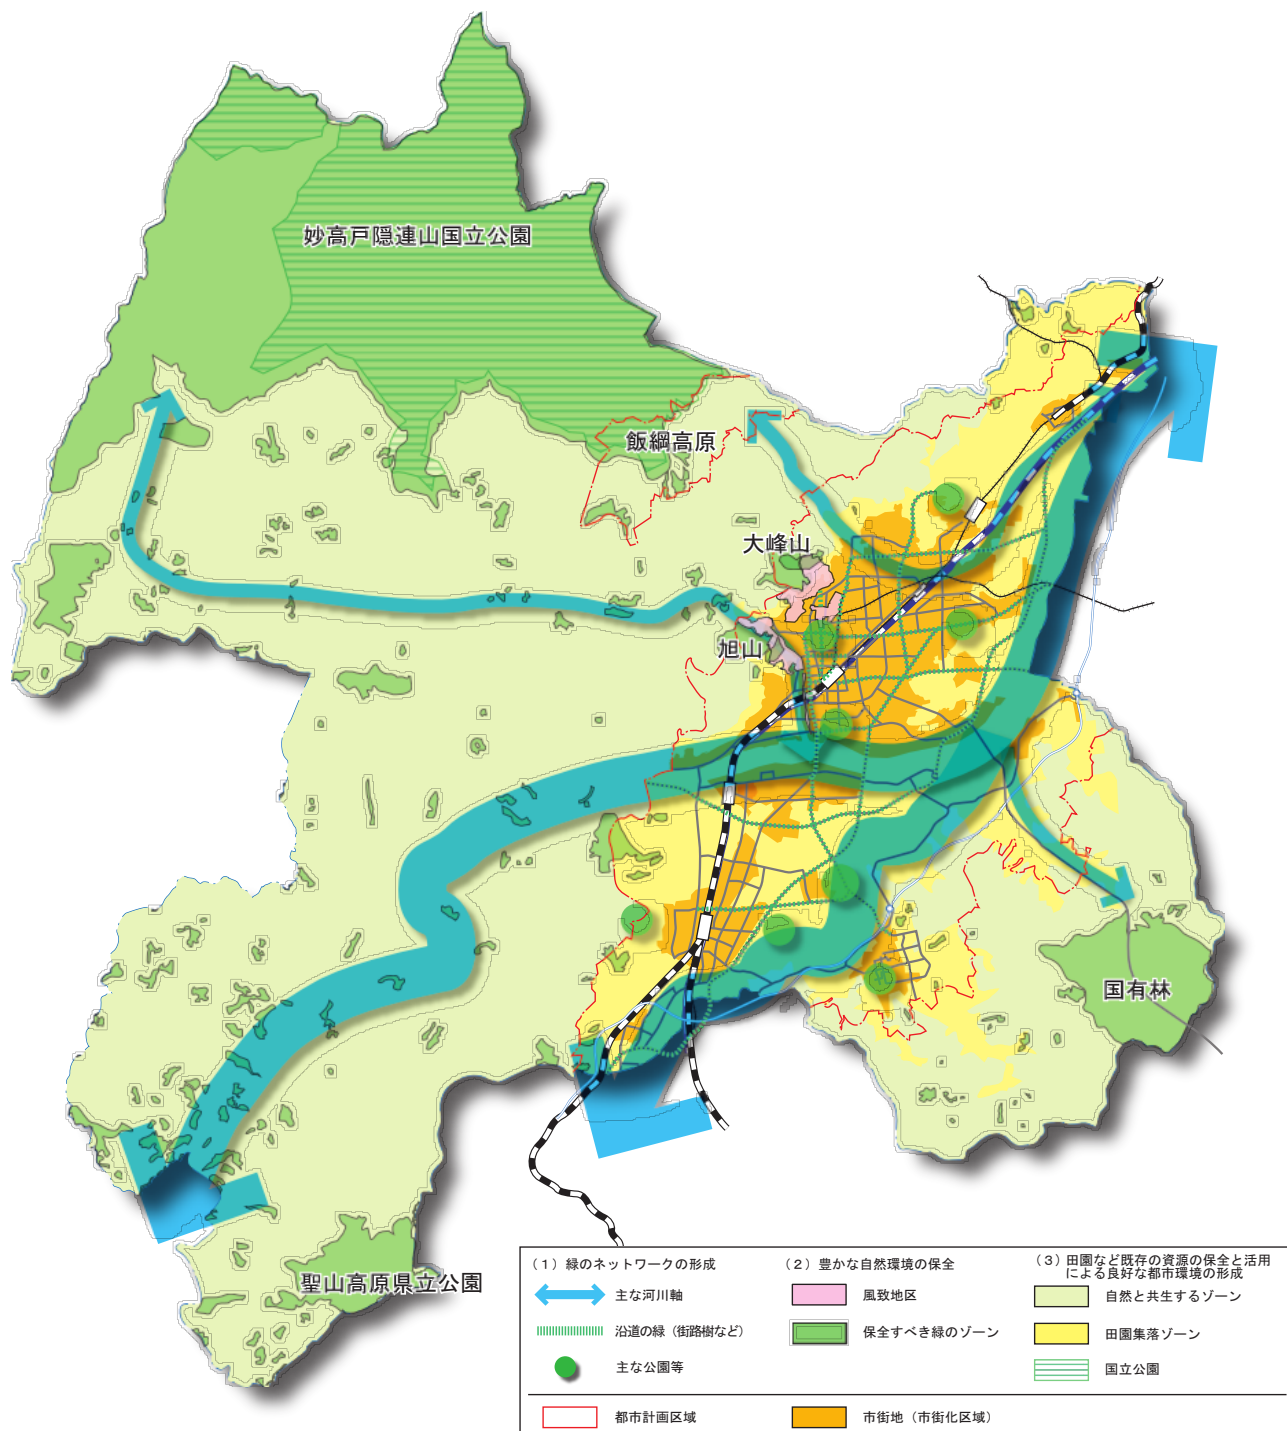 妙高戸隠連山国立公園
飯綱高原
大峰山
旭山
国有林
聖山高原県立公園
(1)緑のネットワークの形成
主な河川軸
沿道の緑(街路樹など)
主な公園等
都市計画区域
(2)豊かな自然環境の保全
風致地区
保全すべき緑のゾーン
市街地(市街化区域)
(3)田園など既存の資源の保全と活用
による良好な都市環境の形成
自然と共生するゾーン
田園集落ゾーン
国立公園